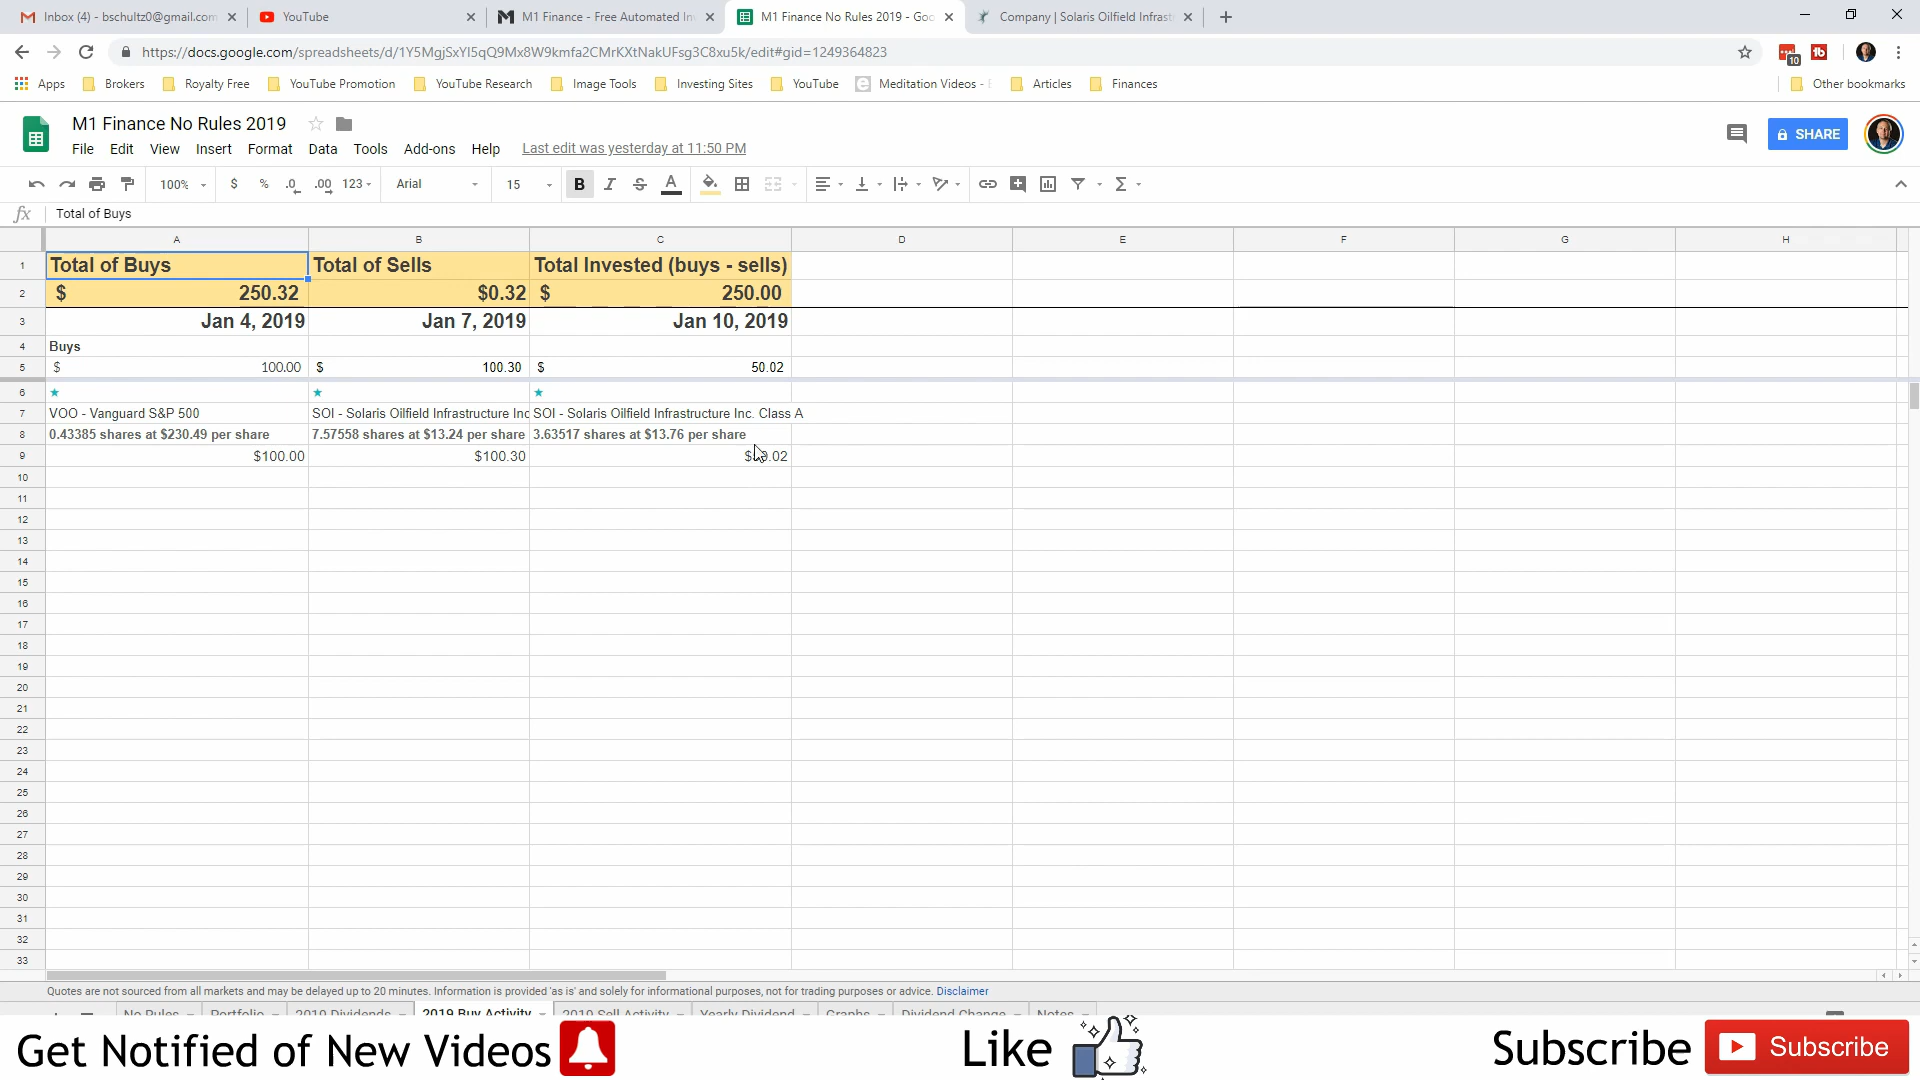 Inbox (4) - bschultz0@gmail.com
YouTube
M1 Finance - Free Automated In
M1 Finance No Rules 2019 - Goo
Company | Solaris Oilfield Infrast
https://docs.google.com/spreadsheets/d/1Y5MgjSxYI5qQ9Mx8W9kmfa2CMrKXtNakUFsg3C8xu5k/edit#gid=1249364823
10
Apps Brokers Royalty Free YouTube Promotion YouTube Research Image Tools Investing Sites YouTube Meditation Videos - Articles Finances Other bookmarks
M1 Finance No Rules 2019
SHARE
File Edit View Insert Format Data Tools Add-ons Help Last edit was yesterday at 11:50 PM
100% $ % .0 .00 123 Arial 15 B I S A
fx Total of Buys
A B C D E F G H
1 Total of Buys Total of Sells Total Invested (buys - sells)
2 $ 250.32 $0.32 $ 250.00
3 Jan 4, 2019 Jan 7, 2019 Jan 10, 2019
4 Buys
5 $ 100.00 $ 100.30 $ 50.02
6
7 VOO - Vanguard S&P 500 SOI - Solaris Oilfield Infrastructure Inc SOI - Solaris Oilfield Infrastructure Inc. Class A
8 0.43385 shares at $230.49 per share 7.57558 shares at $13.24 per share 3.63517 shares at $13.76 per share
9 $100.00 $100.30
10
11
12
13
14
15
16
17
18
19
20
21
22
23
24
25
26
27
28
29
30
31
32
33
Quotes are not sourced from all markets and may be delayed up to 20 minutes. Information is provided 'as is' and solely for informational purposes, not for trading purposes or advice. Disclaimer
No Rules Portfolio 2019 Dividends 2019 Buy Activity 2019 Sell Activity Yearly Dividend Graphs Dividend Change Notes
Get Notified of New Videos Like Subscribe Subscribe